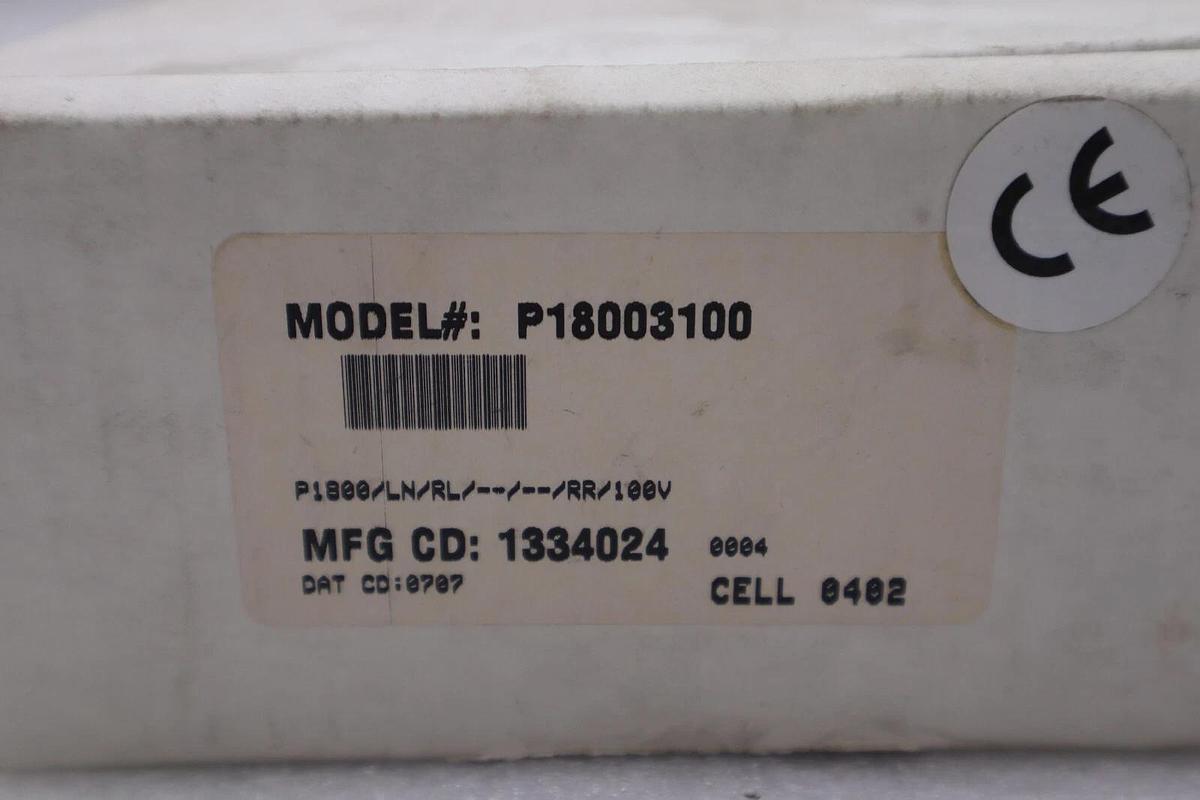 CE
MODEL#: P18003100
P1800/LN/RL/--/--/RR/100V
MFG CD: 1334024 0004
DAT CD:0707 CELL 0402